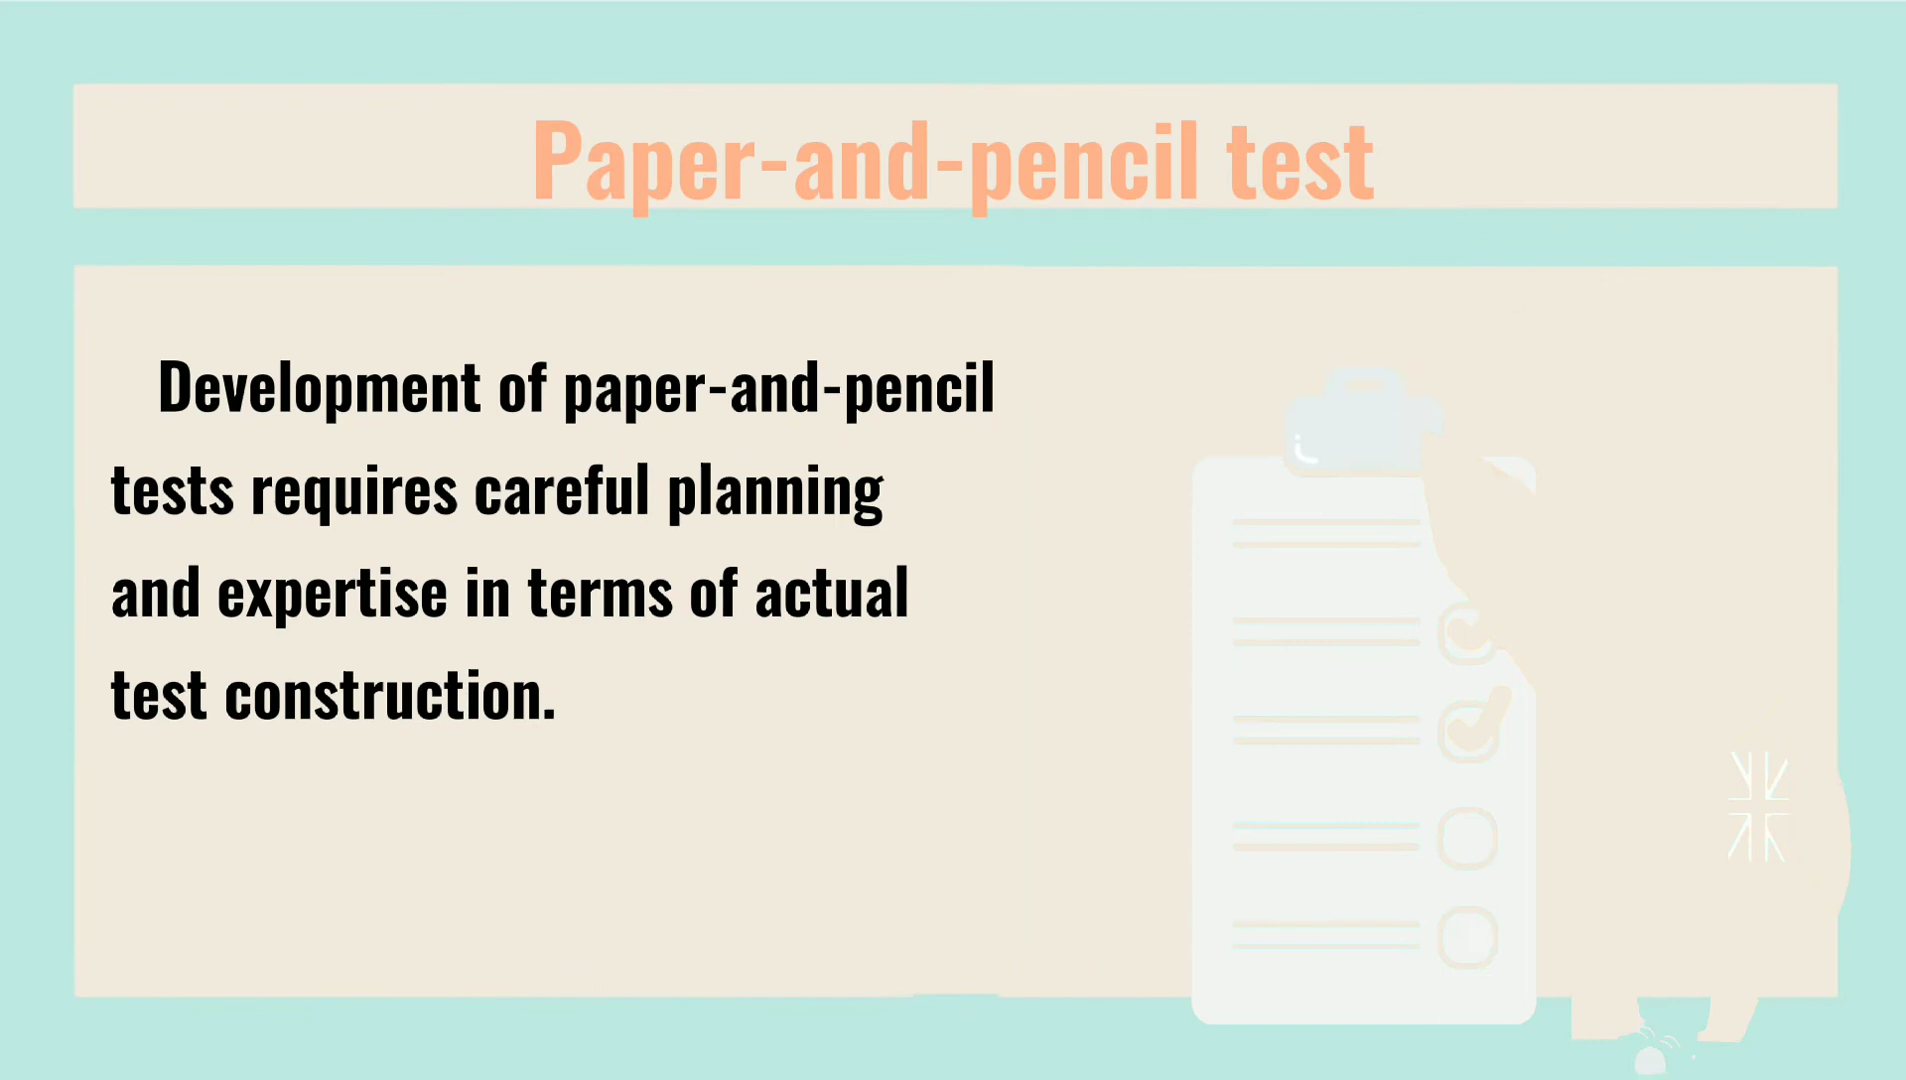 Paper-and-pencil test
Development of paper-and-pencil
tests requires careful planning
and expertise in terms of actual
test construction.